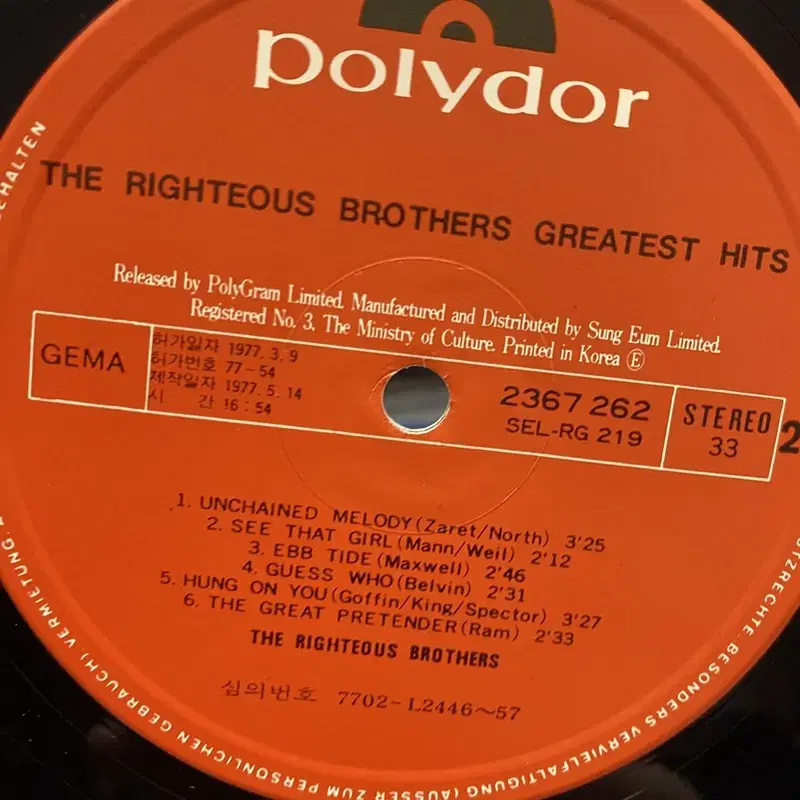 polydor
THE RIGHTEOUS BROTHERS GREATEST HITS
Released by PolyGram Limited. Manufactured and Distributed by Sung Eum Limited.
Registered No. 3. The Ministry of Culture. Printed in Korea Ⓔ
GEMA
허가일자 1977. 3. 9
허가번호 77-54
제작일자 1977. 5. 14
시 간 16:54
2367 262
SEL-RG 219
STEREO
33
2
1. UNCHAINED MELODY (Zaret/North) 3'25
2. SEE THAT GIRL (Mann/Weil) 2'12
3. EBB TIDE (Maxwell) 2'46
4. GUESS WHO (Belvin) 2'31
5. HUNG ON YOU (Goffin/King/Spector) 3'27
6. THE GREAT PRETENDER (Ram) 2'33
THE RIGHTEOUS BROTHERS
심의번호 7702-L2446~57
BESONDERS VERVIELFÄLTIGUNG (AUSSER ZUM PERSÖNLICHEN GEBRAUCH), VERMIETUNG,